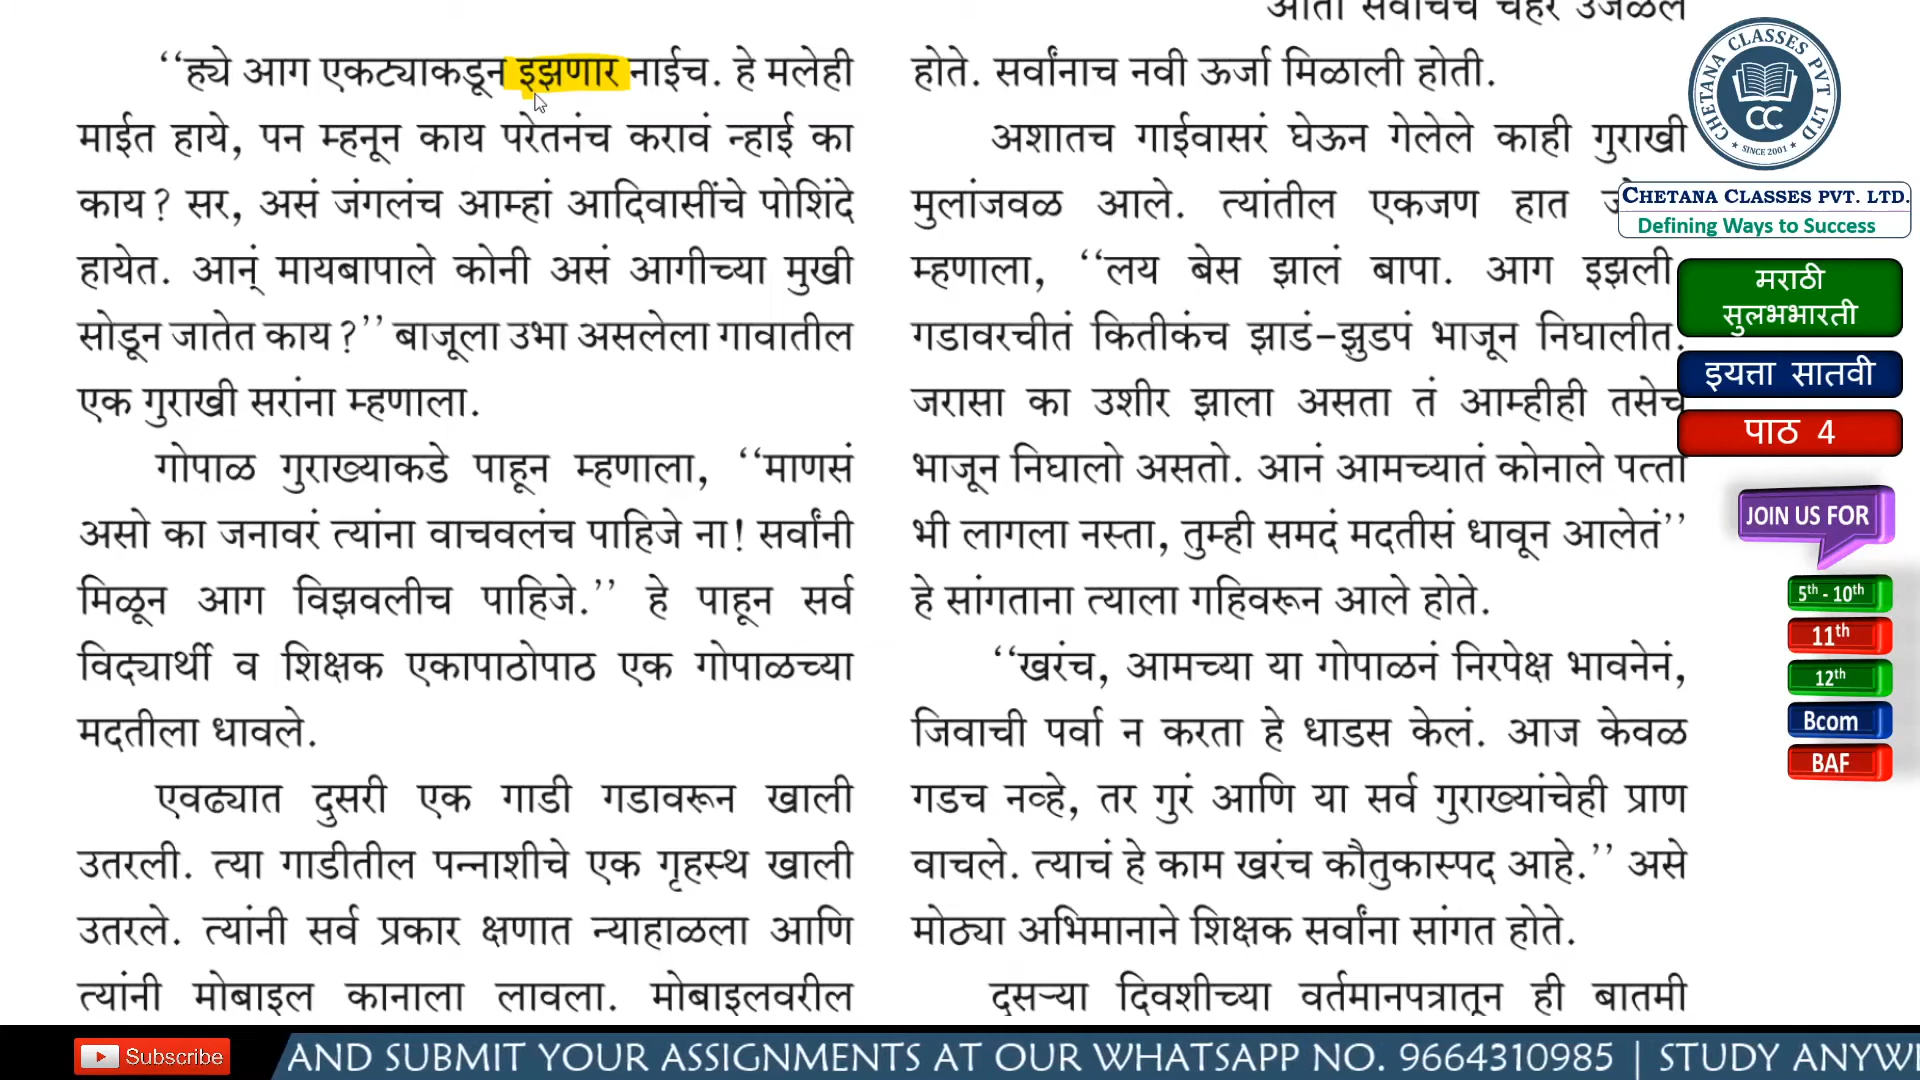 ‘‘ह्ये आग एकट्याकडून इझणार नाईच. हे मलेही
माईत हाये, पन म्हनून काय परेतनंच करावं न्हाई का
काय? सर, असं जंगलंच आम्हां आदिवासींचे पोशिंदे
हायेत. आन्ं मायबापाले कोनी असं आगीच्या मुखी
सोडून जातेत काय?’’ बाजूला उभा असलेला गावातील
एक गुराखी सरांना म्हणाला.
गोपाळ गुराख्याकडे पाहून म्हणाला, ‘‘माणसं
असो का जनावरं त्यांना वाचवलंच पाहिजे ना! सर्वांनी
मिळून आग विझवलीच पाहिजे.’’ हे पाहून सर्व
विद्यार्थी व शिक्षक एकापाठोपाठ एक गोपाळच्या
मदतीला धावले.
एवढ्यात दुसरी एक गाडी गडावरून खाली
उतरली. त्या गाडीतील पन्नाशीचे एक गृहस्थ खाली
उतरले. त्यांनी सर्व प्रकार क्षणात न्याहाळला आणि
त्यांनी मोबाइल कानाला लावला. मोबाइलवरील
आता सर्वांचेच चेहरे उजळले
होते. सर्वांनाच नवी ऊर्जा मिळाली होती.
अशातच गाईवासरं घेऊन गेलेले काही गुराखी
मुलांजवळ आले. त्यांतील एकजण हात
म्हणाला, ‘‘लय बेस झालं बापा. आग इझली
गडावरचीतं कितीकंच झाडं-झुडपं भाजून निघालीत.
जरासा का उशीर झाला असता तं आम्हीही तसेच
भाजून निघालो असतो. आनं आमच्यातं कोनाले पत्ता
भी लागला नस्ता, तुम्ही समदं मदतीसं धावून आलेतं’’
हे सांगताना त्याला गहिवरून आले होते.
‘‘खरंच, आमच्या या गोपाळनं निरपेक्ष भावनेनं,
जिवाची पर्वा न करता हे धाडस केलं. आज केवळ
गडच नव्हे, तर गुरं आणि या सर्व गुराख्यांचेही प्राण
वाचले. त्याचं हे काम खरंच कौतुकास्पद आहे.’’ असे
मोठ्या अभिमानाने शिक्षक सर्वांना सांगत होते.
दुसऱ्या दिवशीच्या वर्तमानपत्रातून ही बातमी
CHETANA CLASSES PVT LTD
CC
SINCE 2001
CHETANA CLASSES PVT. LTD.
Defining Ways to Success
मराठी
सुलभभारती
इयत्ता सातवी
पाठ 4
JOIN US FOR
5th - 10th
11th
12th
Bcom
BAF
Subscribe
AND SUBMIT YOUR ASSIGNMENTS AT OUR WHATSAPP NO. 9664310985 | STUDY ANYW